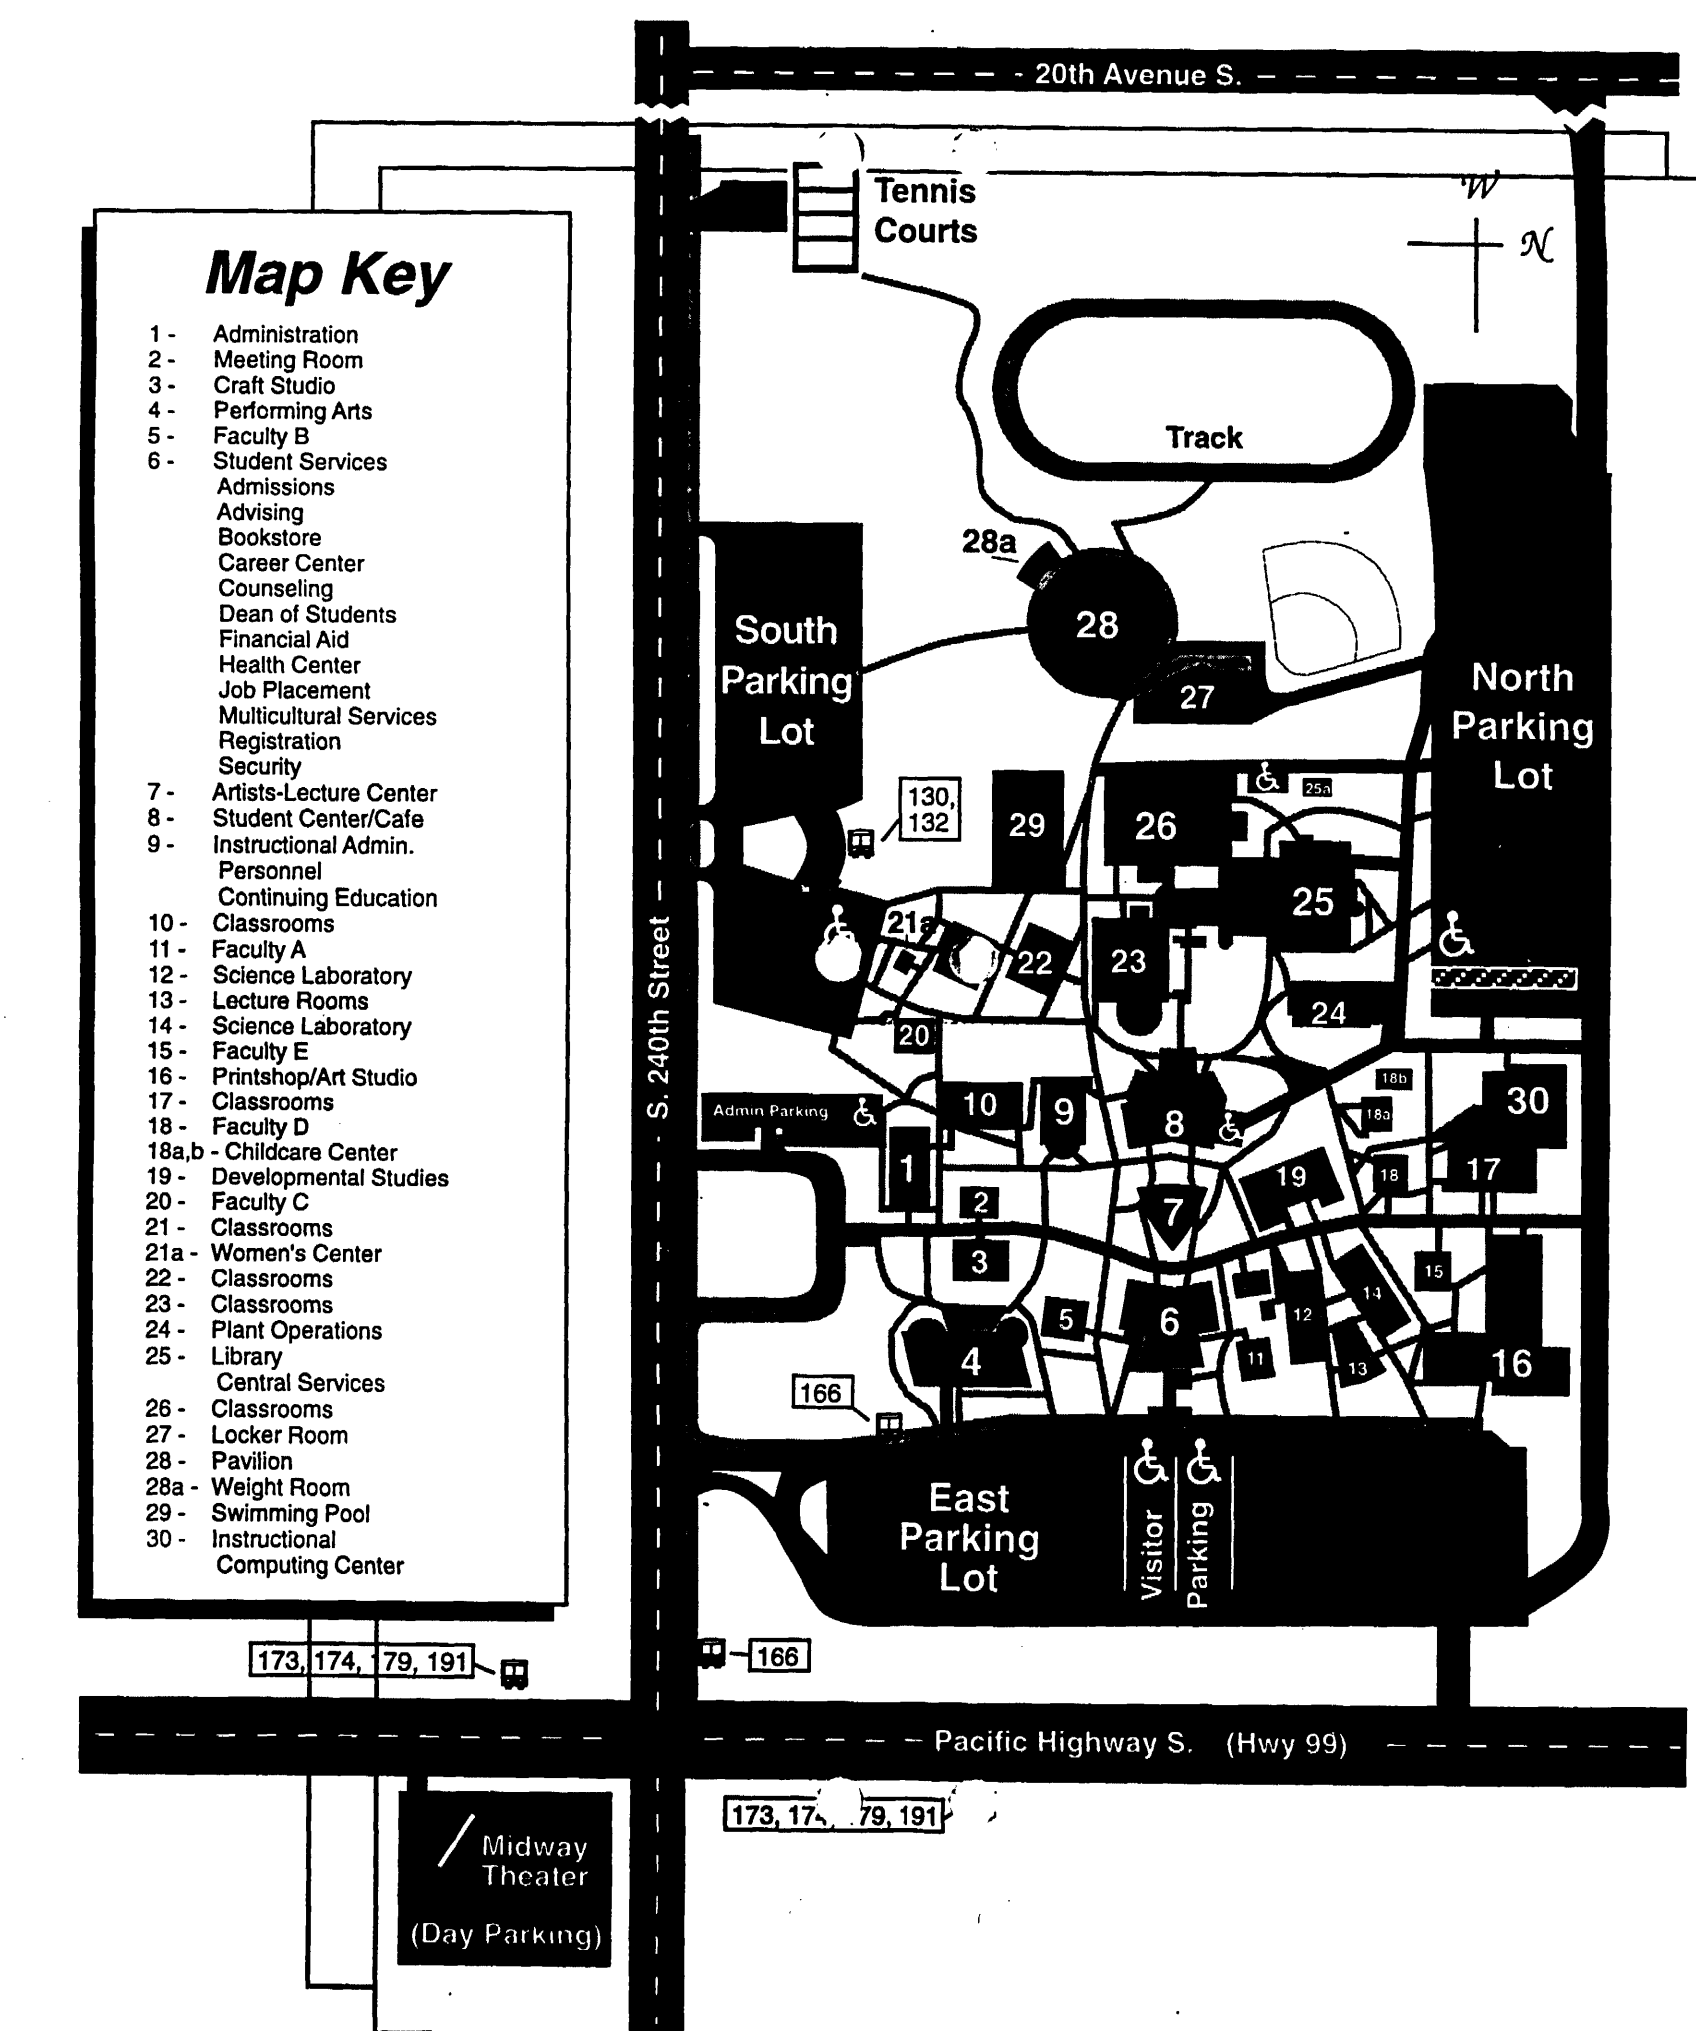 20th Avenue S.
Tennis
Courts
W
N
Map Key
1 - Administration
2 - Meeting Room
3 - Craft Studio
4 - Performing Arts
5 - Faculty B
6 - Student Services
Admissions
Advising
Bookstore
Career Center
Counseling
Dean of Students
Financial Aid
Health Center
Job Placement
Multicultural Services
Registration
Security
7 - Artists-Lecture Center
8 - Student Center/Cafe
9 - Instructional Admin.
Personnel
Continuing Education
10 - Classrooms
11 - Faculty A
12 - Science Laboratory
13 - Lecture Rooms
14 - Science Laboratory
15 - Faculty E
16 - Printshop/Art Studio
17 - Classrooms
18 - Faculty D
18a,b - Childcare Center
19 - Developmental Studies
20 - Faculty C
21 - Classrooms
21a - Women's Center
22 - Classrooms
23 - Classrooms
24 - Plant Operations
25 - Library
Central Services
26 - Classrooms
27 - Locker Room
28 - Pavilion
28a - Weight Room
29 - Swimming Pool
30 - Instructional
Computing Center
Track
28a
28
27
South
Parking
Lot
North
Parking
Lot
130,
132
29
26
25a
25
21a
22
23
24
20
S. 240th Street
Admin Parking
10
9
8
18b
18a
30
1
2
7
19
18
17
3
15
5
6
12
14
4
11
13
16
166
East
Parking
Lot
Visitor
Parking
173, 174, 179, 191
166
Pacific Highway S. (Hwy 99)
173, 174, 179, 191
Midway
Theater
(Day Parking)